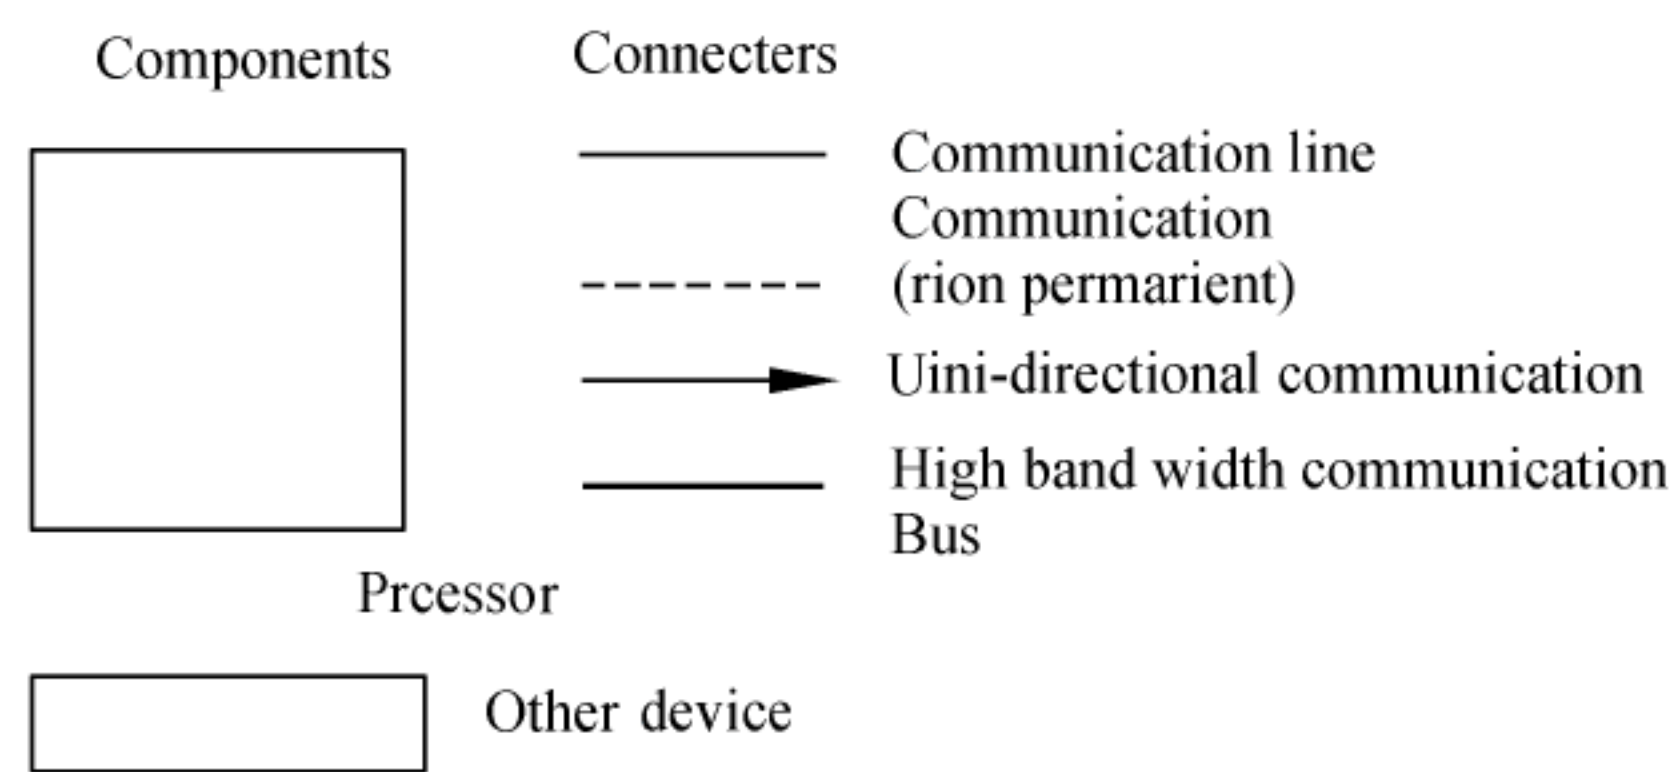 Components
Connecters
Communication line
Communication
(rion permarient)
Uini-directional communication
High band width communication
Bus
Prcessor
Other device